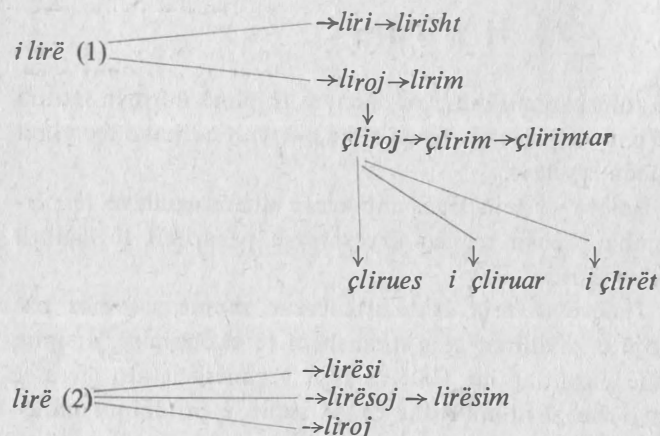 →liri→lirisht
i lirë (1)
→liroj→lirim
↓
çliroj→çlirim→çlirimtar
↓ ↓ ↓
çlirues i çliruar i çlirët
→lirësi
lirë (2) →lirësoj→lirësim
→liroj